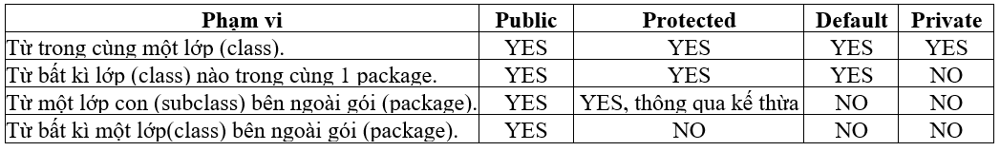 Phạm vi Public Protected Default Private
Từ trong cùng một lớp (class). YES YES YES YES
Từ bất kì lớp (class) nào trong cùng 1 package. YES YES YES NO
Từ một lớp con (subclass) bên ngoài gói (package). YES YES, thông qua kế thừa NO NO
Từ bất kì một lớp(class) bên ngoài gói (package). YES NO NO NO